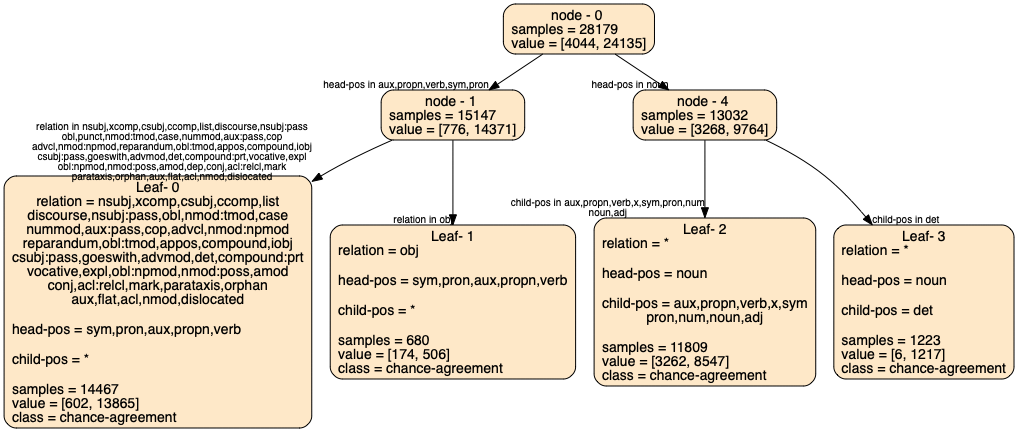 node - 0
samples = 28179
value = [4044, 24135]
head-pos in aux,propn,verb,sym,pron
head-pos in noun
node - 1
samples = 15147
value = [776, 14371]
node - 4
samples = 13032
value = [3268, 9764]
relation in nsubj,xcomp,csubj,ccomp,list,discourse,nsubj:pass
obl,punct,nmod:tmod,case,nummod,aux:pass,cop
advcl,nmod:npmod,reparandum,obl:tmod,appos,compound,iobj
csubj:pass,goeswith,advmod,det,compound:prt,vocative,expl
obl:npmod,nmod:poss,amod,dep,conj,acl:relcl,mark
parataxis,orphan,aux,flat,acl,nmod,dislocated
relation in obj
child-pos in aux,propn,verb,x,sym,pron,num
noun,adj
child-pos in det
Leaf- 0
relation = nsubj,xcomp,csubj,ccomp,list
discourse,nsubj:pass,obl,nmod:tmod,case
nummod,aux:pass,cop,advcl,nmod:npmod
reparandum,obl:tmod,appos,compound,iobj
csubj:pass,goeswith,advmod,det,compound:prt
vocative,expl,obl:npmod,nmod:poss,amod
conj,acl:relcl,mark,parataxis,orphan
aux,flat,acl,nmod,dislocated
head-pos = sym,pron,aux,propn,verb
child-pos = *
samples = 14467
value = [602, 13865]
class = chance-agreement
Leaf- 1
relation = obj
head-pos = sym,pron,aux,propn,verb
child-pos = *
samples = 680
value = [174, 506]
class = chance-agreement
Leaf- 2
relation = *
head-pos = noun
child-pos = aux,propn,verb,x,sym
pron,num,noun,adj
samples = 11809
value = [3262, 8547]
class = chance-agreement
Leaf- 3
relation = *
head-pos = noun
child-pos = det
samples = 1223
value = [6, 1217]
class = chance-agreement